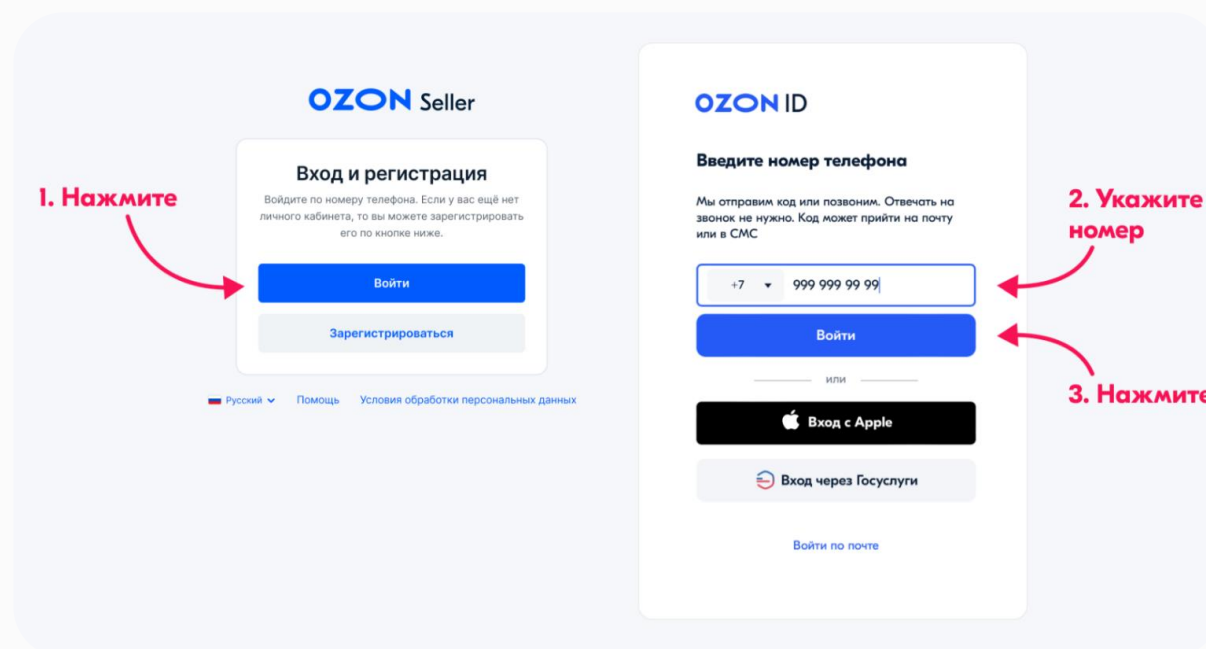 1. Нажмите
OZON Seller
Вход и регистрация
Войдите по номеру телефона. Если у вас ещё нет
личного кабинета, то вы можете зарегистрировать
его по кнопке ниже.
Войти
Зарегистрироваться
Русский
Помощь
Условия обработки персональных данных
OZON ID
Введите номер телефона
Мы отправим код или позвоним. Отвечать на
звонок не нужно. Код может прийти на почту
или в СМС
+7 999 999 99 99
Войти
или
Вход с Apple
Вход через Госуслуги
Войти по почте
2. Укажите
номер
3. Нажмите